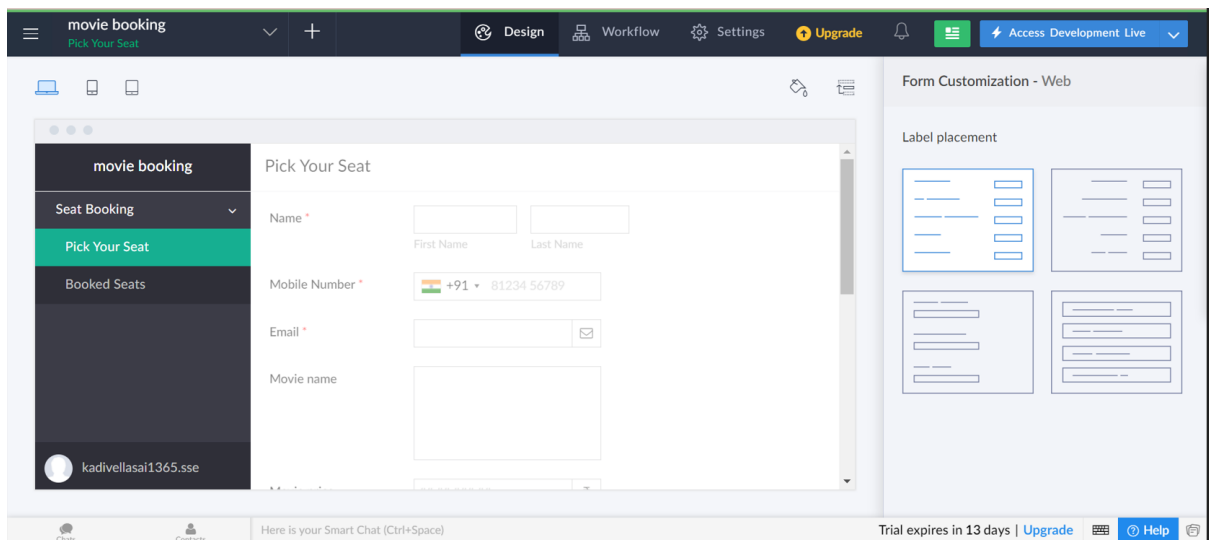 movie booking
Pick Your Seat
Design
Workflow
Settings
Upgrade
Access Development Live
Form Customization - Web
Label placement
movie booking
Seat Booking
Pick Your Seat
Booked Seats
kadivellasai1365.sse
Pick Your Seat
Name *
First Name
Last Name
Mobile Number *
+91
81234 56789
Email *
Movie name
Chats
Contacts
Here is your Smart Chat (Ctrl+Space)
Trial expires in 13 days | Upgrade
Help